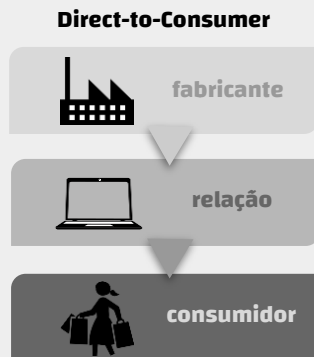 Direct-to-Consumer
fabricante
relação
consumidor